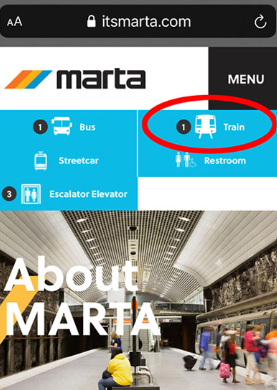 AA itsmarta.com
marta
MENU
1 Bus
1 Train
Streetcar
Restroom
3 Escalator Elevator
About
MARTA